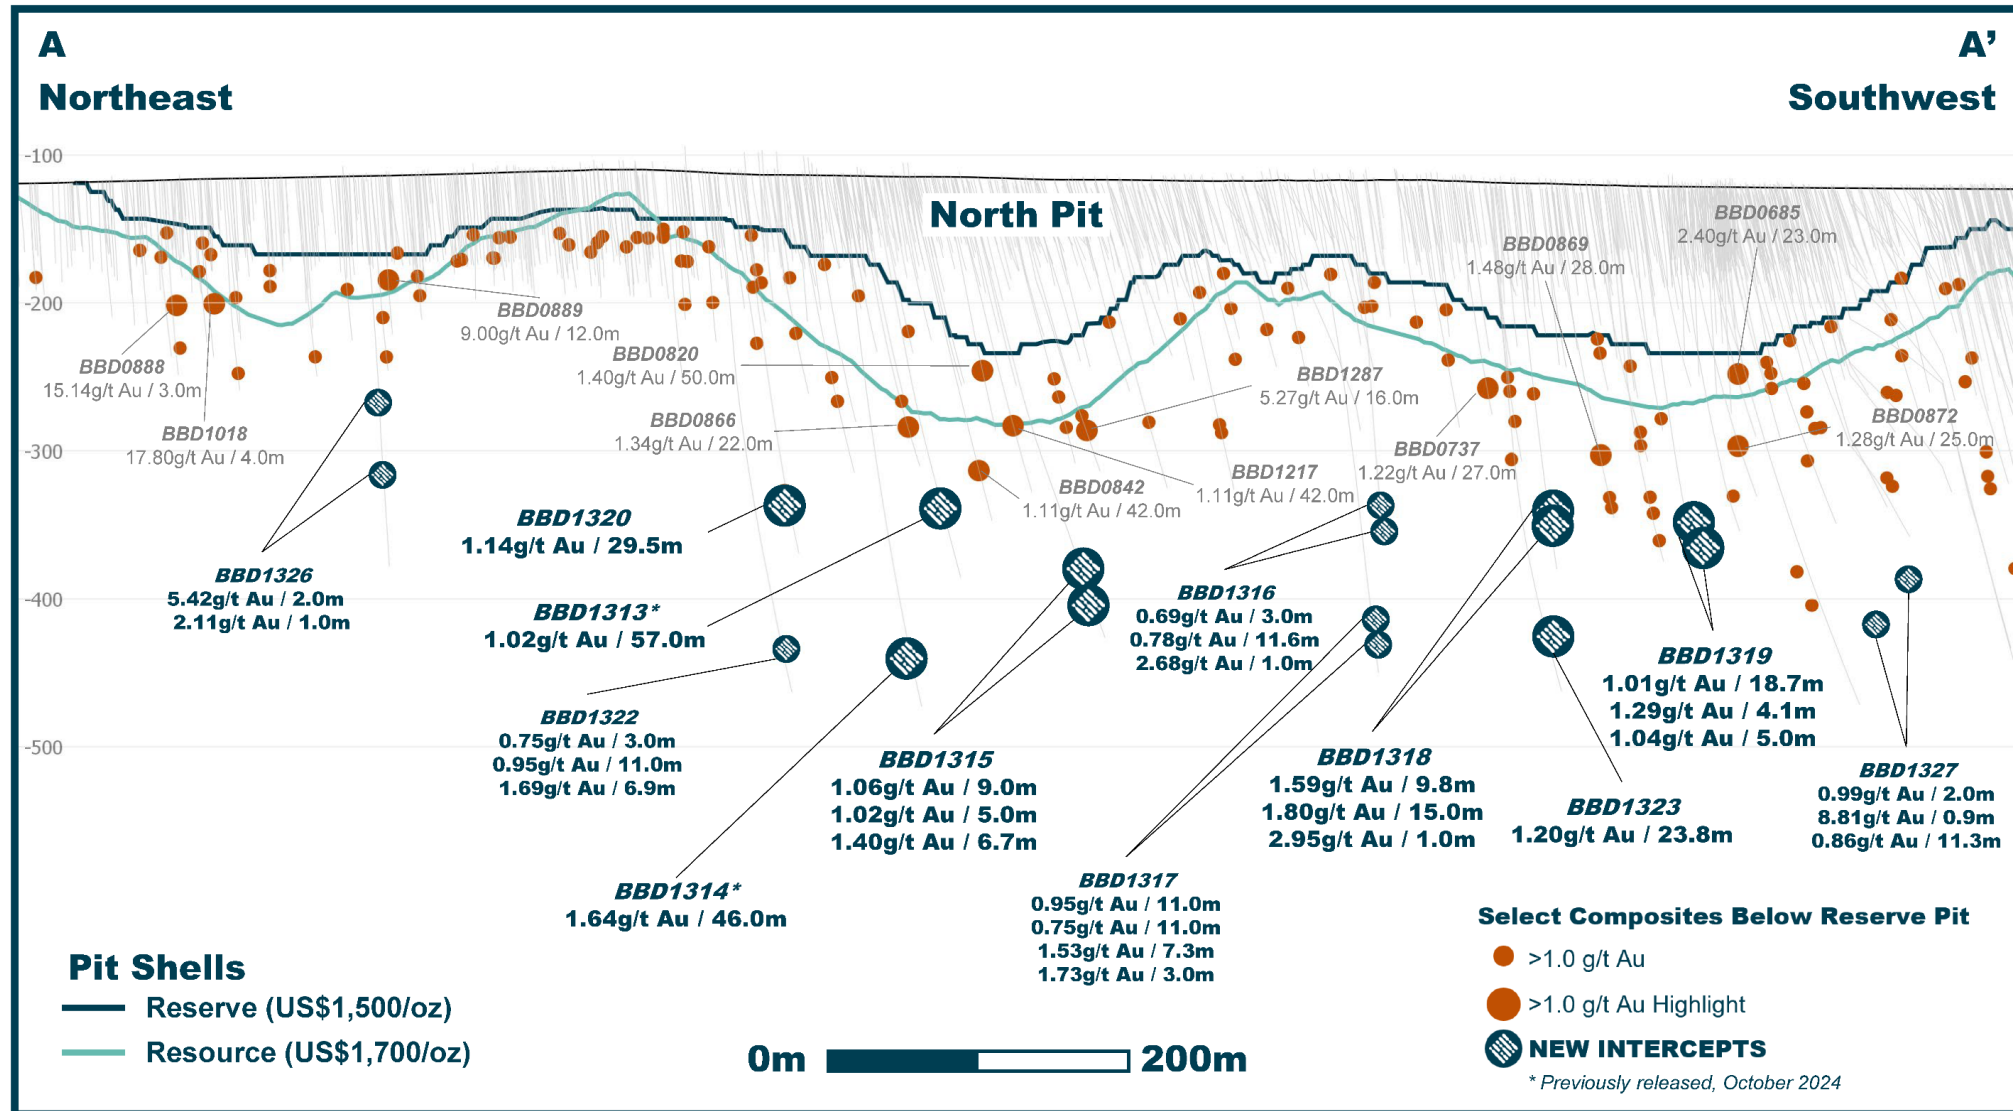 A
A'
Northeast
Southwest
-100
North Pit
BBD0685
2.40g/t Au / 23.0m
BBD0869
1.48g/t Au / 28.0m
-200
BBD0889
9.00g/t Au / 12.0m
BBD0820
1.40g/t Au / 50.0m
BBD0888
15.14g/t Au / 3.0m
BBD1287
5.27g/t Au / 16.0m
BBD0866
1.34g/t Au / 22.0m
BBD0872
1.28g/t Au / 25.0m
BBD1018
17.80g/t Au / 4.0m
BBD0737
1.22g/t Au / 27.0m
-300
BBD1217
1.11g/t Au / 42.0m
BBD0842
1.11g/t Au / 42.0m
BBD1320
1.14g/t Au / 29.5m
BBD1326
5.42g/t Au / 2.0m
2.11g/t Au / 1.0m
-400
BBD1313*
1.02g/t Au / 57.0m
BBD1316
0.69g/t Au / 3.0m
0.78g/t Au / 11.6m
2.68g/t Au / 1.0m
BBD1319
1.01g/t Au / 18.7m
1.29g/t Au / 4.1m
1.04g/t Au / 5.0m
BBD1322
0.75g/t Au / 3.0m
0.95g/t Au / 11.0m
1.69g/t Au / 6.9m
-500
BBD1315
1.06g/t Au / 9.0m
1.02g/t Au / 5.0m
1.40g/t Au / 6.7m
BBD1318
1.59g/t Au / 9.8m
1.80g/t Au / 15.0m
2.95g/t Au / 1.0m
BBD1323
1.20g/t Au / 23.8m
BBD1327
0.99g/t Au / 2.0m
8.81g/t Au / 0.9m
0.86g/t Au / 11.3m
BBD1314*
1.64g/t Au / 46.0m
BBD1317
0.95g/t Au / 11.0m
0.75g/t Au / 11.0m
1.53g/t Au / 7.3m
1.73g/t Au / 3.0m
Pit Shells
Reserve (US$1,500/oz)
Resource (US$1,700/oz)
0m
200m
Select Composites Below Reserve Pit
>1.0 g/t Au
>1.0 g/t Au Highlight
NEW INTERCEPTS
* Previously released, October 2024